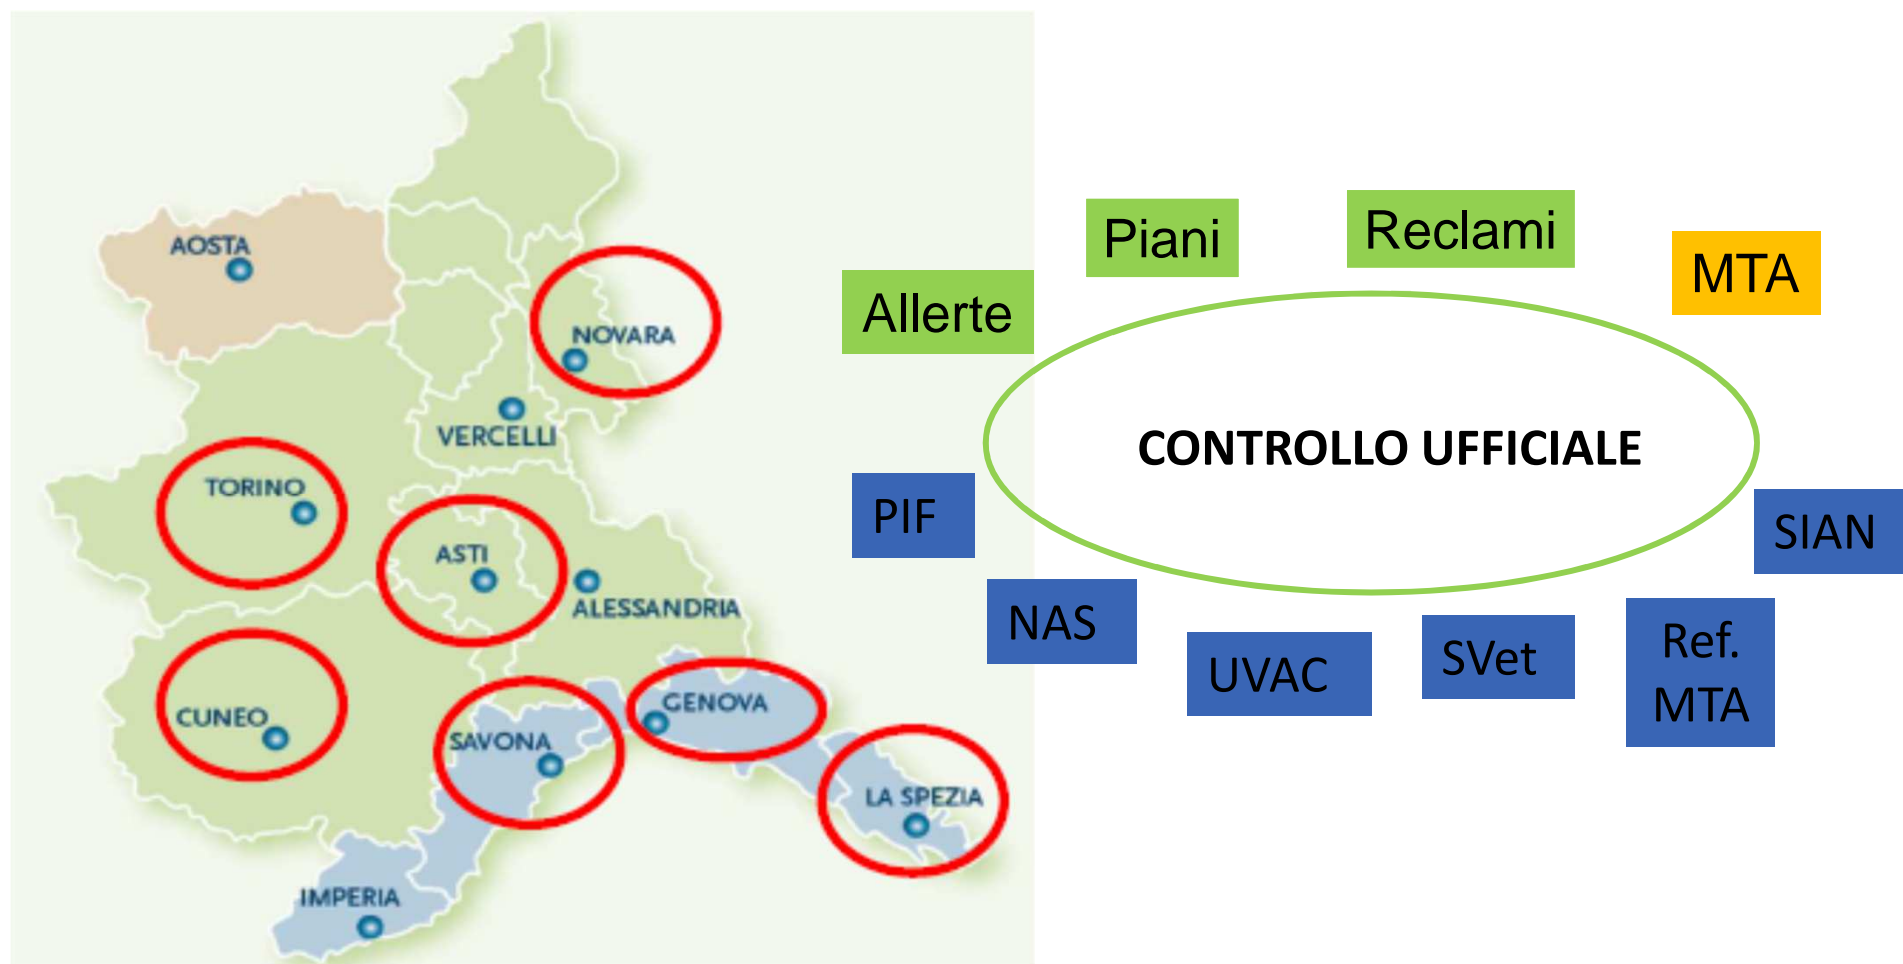 AOSTA
NOVARA
VERCELLI
TORINO
ASTI
ALESSANDRIA
CUNEO
SAVONA
GENOVA
LA SPEZIA
IMPERIA
Allerte
Piani
Reclami
MTA
CONTROLLO UFFICIALE
PIF
NAS
UVAC
SVet
Ref.
MTA
SIAN